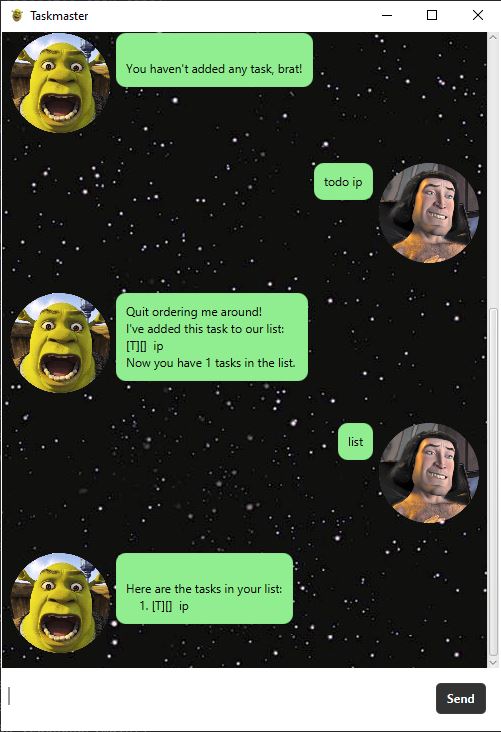 Taskmaster
You haven't added any task, brat!
todo ip
Quit ordering me around!
I've added this task to our list:
[T][] ip
Now you have 1 tasks in the list.
list
Here are the tasks in your list:
1. [T][] ip
Send